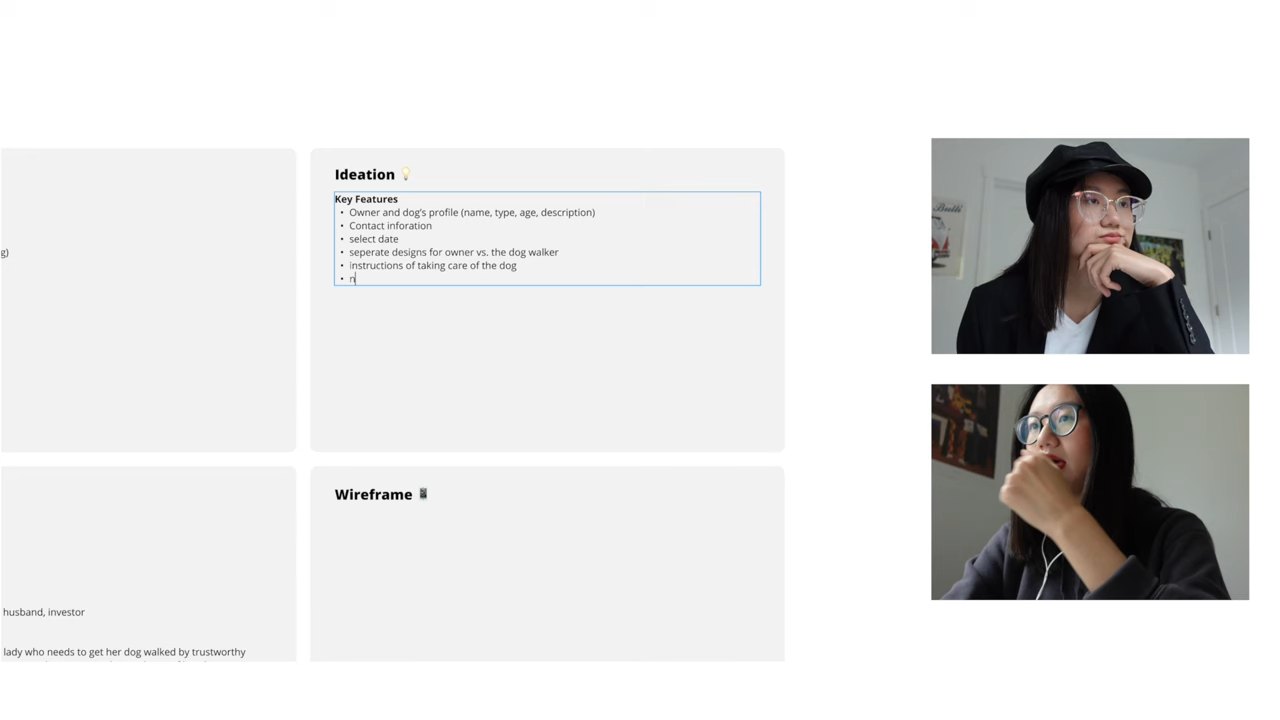 Ideation 💡
Key Features
• Owner and dog's profile (name, type, age, description)
• Contact inforation
• select date
• seperate designs for owner vs. the dog walker
• instructions of taking care of the dog
• n
g)
Wireframe 📱
husband, investor
lady who needs to get her dog walked by trustworthy